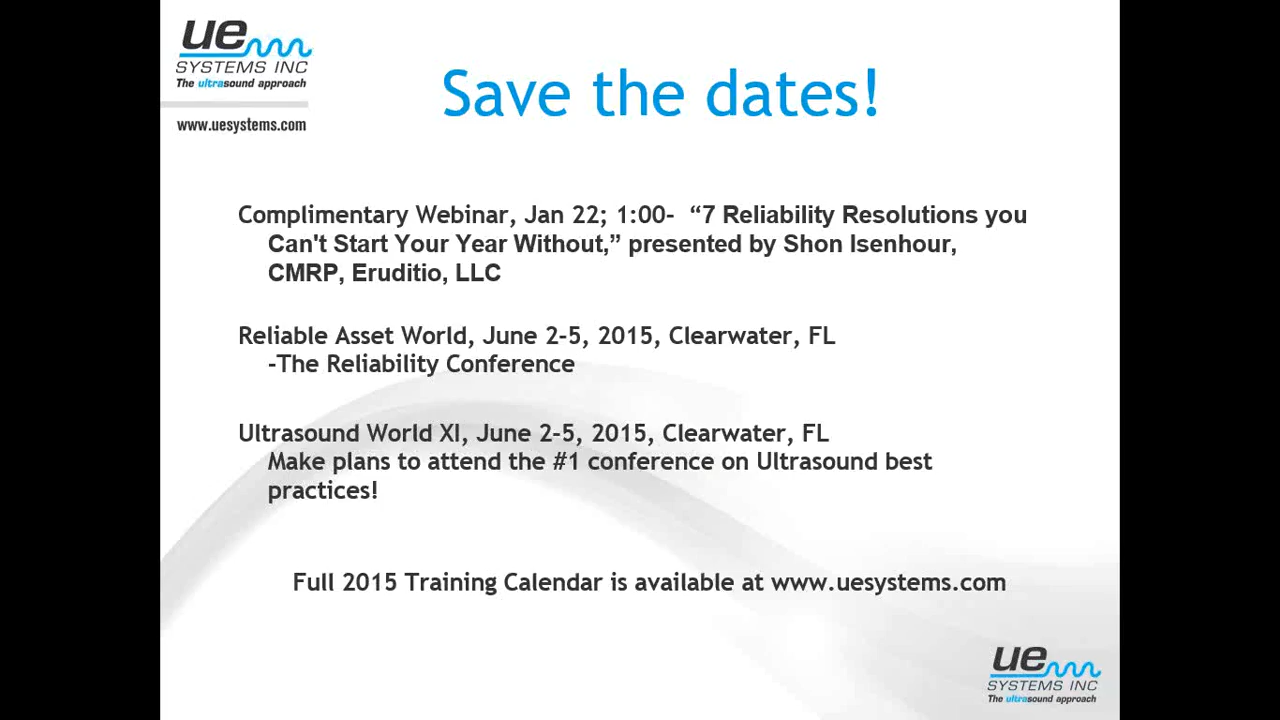 ue
SYSTEMS INC
The ultrasound approach
www.uesystems.com
Save the dates!
Complimentary Webinar, Jan 22; 1:00- “7 Reliability Resolutions you
Can't Start Your Year Without,” presented by Shon Isenhour,
CMRP, Eruditio, LLC
Reliable Asset World, June 2-5, 2015, Clearwater, FL
-The Reliability Conference
Ultrasound World XI, June 2-5, 2015, Clearwater, FL
Make plans to attend the #1 conference on Ultrasound best
practices!
Full 2015 Training Calendar is available at www.uesystems.com
ue
SYSTEMS INC
The ultrasound approach